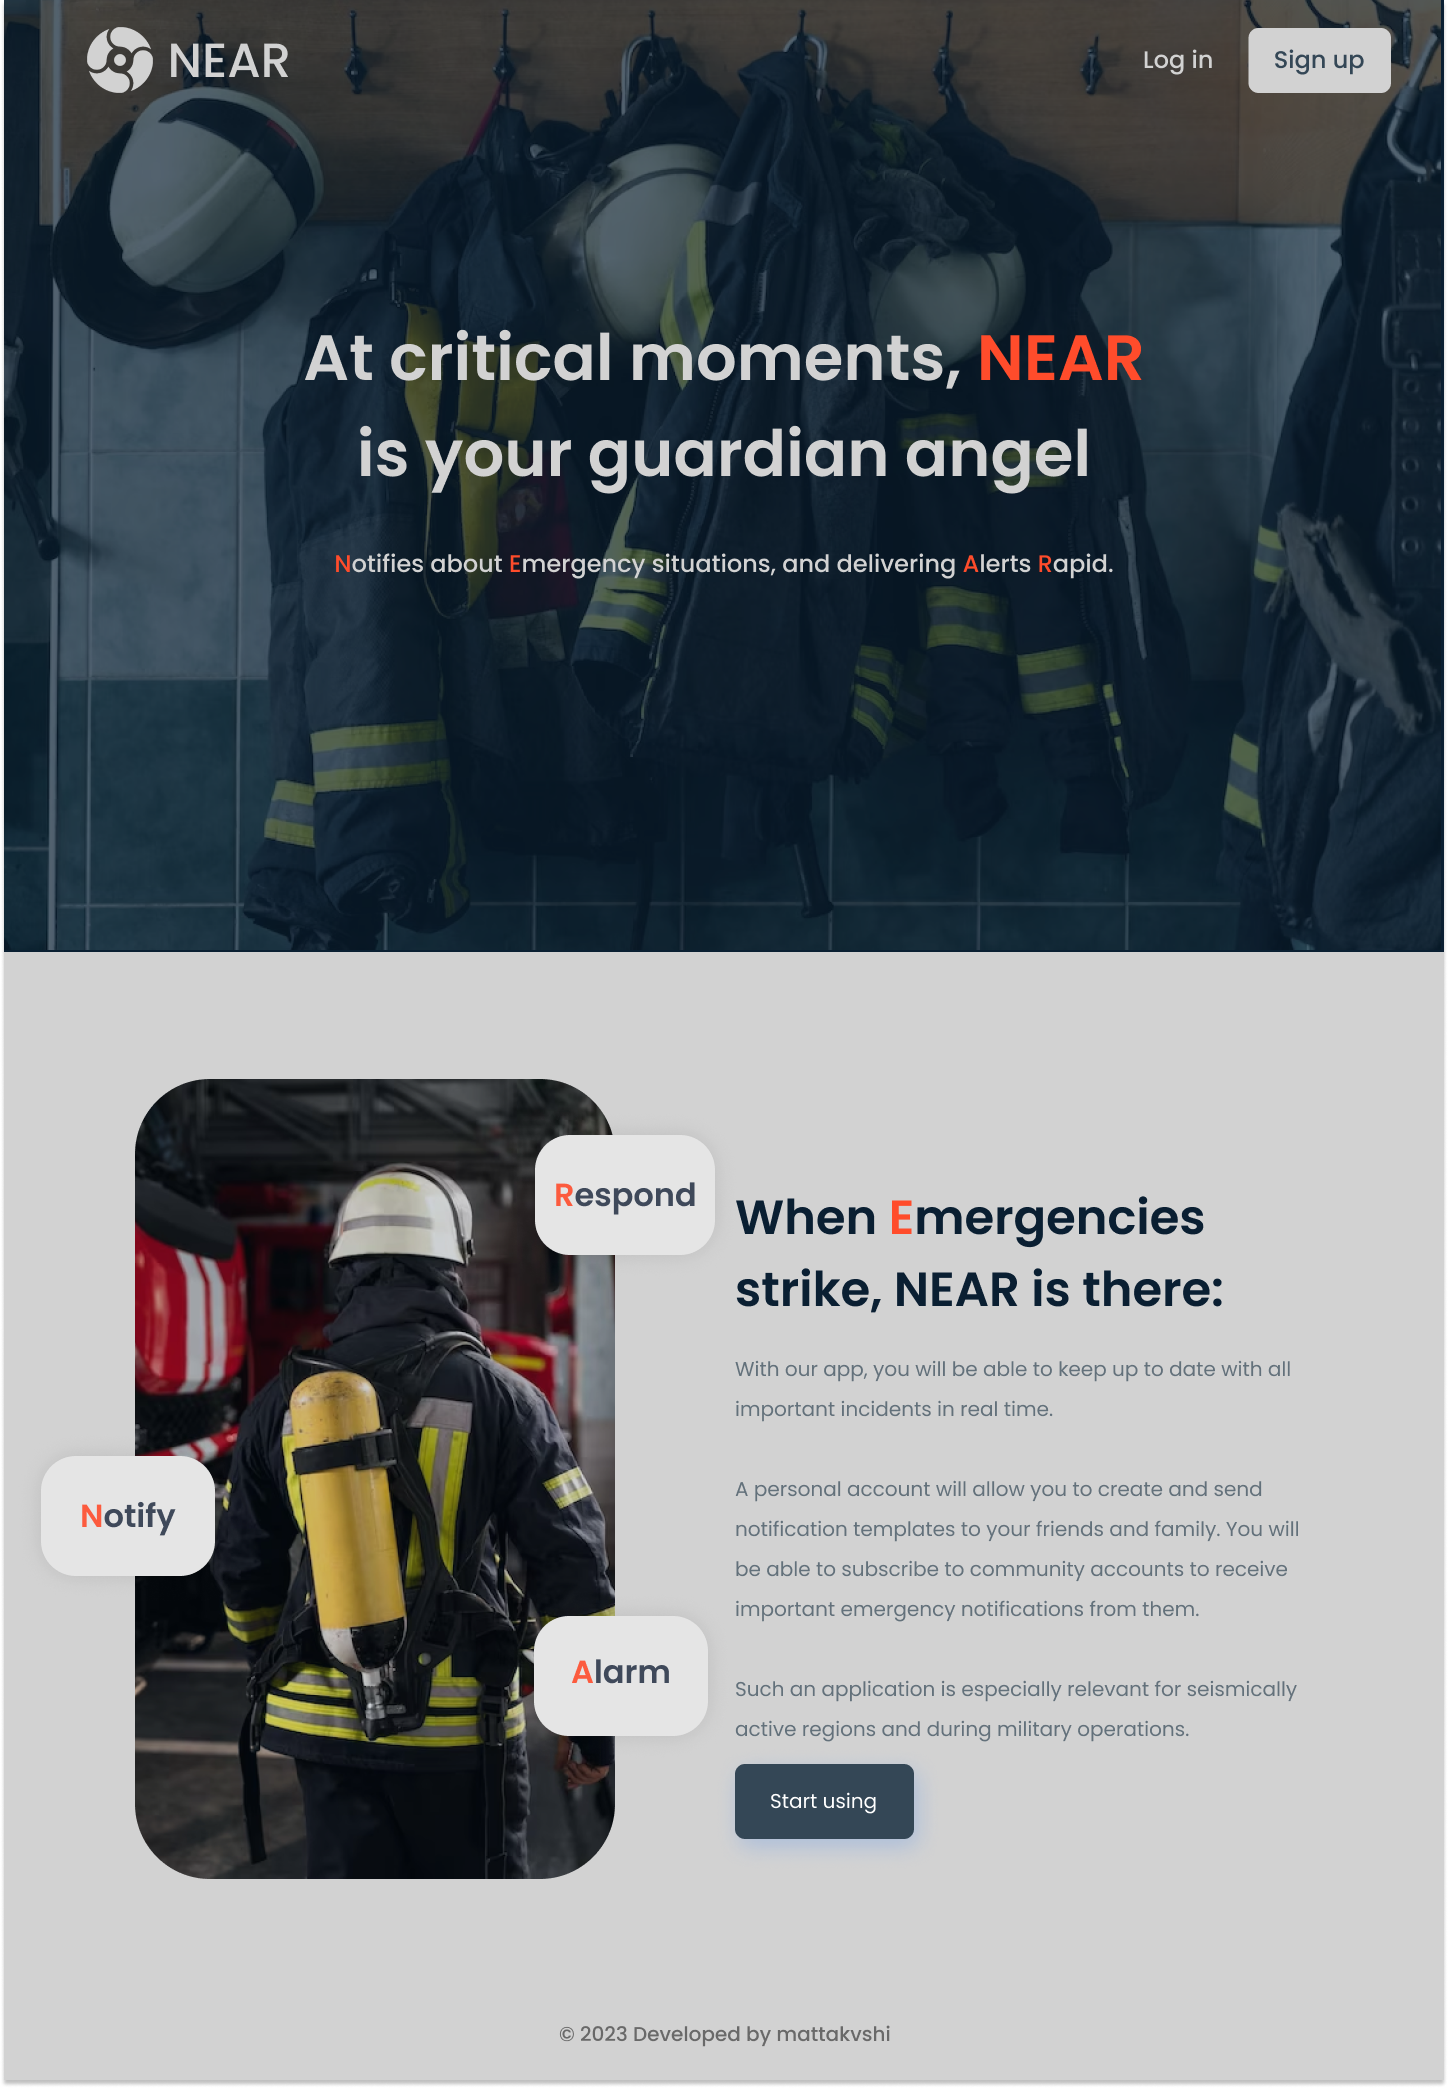 NEAR
Log in
Sign up
At critical moments, NEAR
is your guardian angel
Notifies about Emergency situations, and delivering Alerts Rapid.
Respond
When Emergencies
strike, NEAR is there:
With our app, you will be able to keep up to date with all
important incidents in real time.
Notify
A personal account will allow you to create and send
notification templates to your friends and family. You will
be able to subscribe to community accounts to receive
important emergency notifications from them.
Alarm
Such an application is especially relevant for seismically
active regions and during military operations.
Start using
© 2023 Developed by mattakvshi